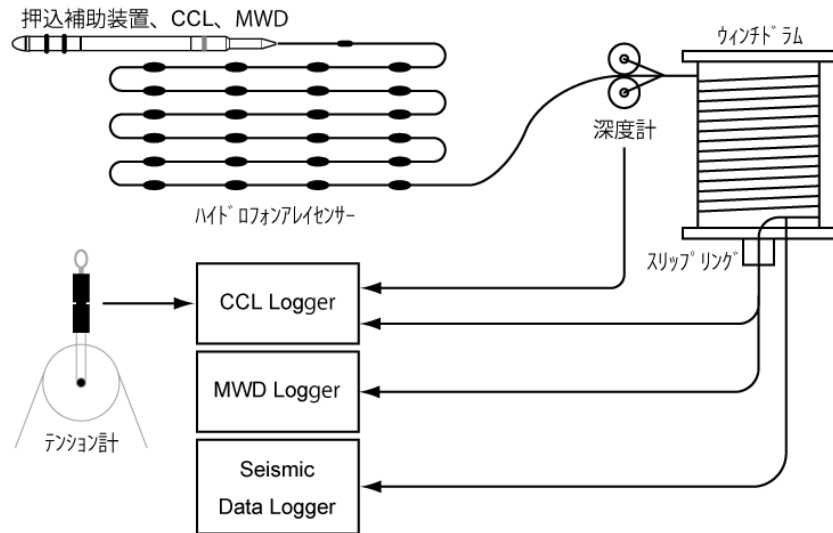 押込補助装置、CCL、MWD
ｳｨﾝﾁﾄﾞﾗﾑ
深度計
ﾊｲﾄﾞﾛﾌｫﾝｱﾚｲｾﾝｻｰ
ｽﾘｯﾌﾟﾘﾝｸﾞ
CCL Logger
MWD Logger
ﾃﾝｼｮﾝ計
Seismic
Data Logger